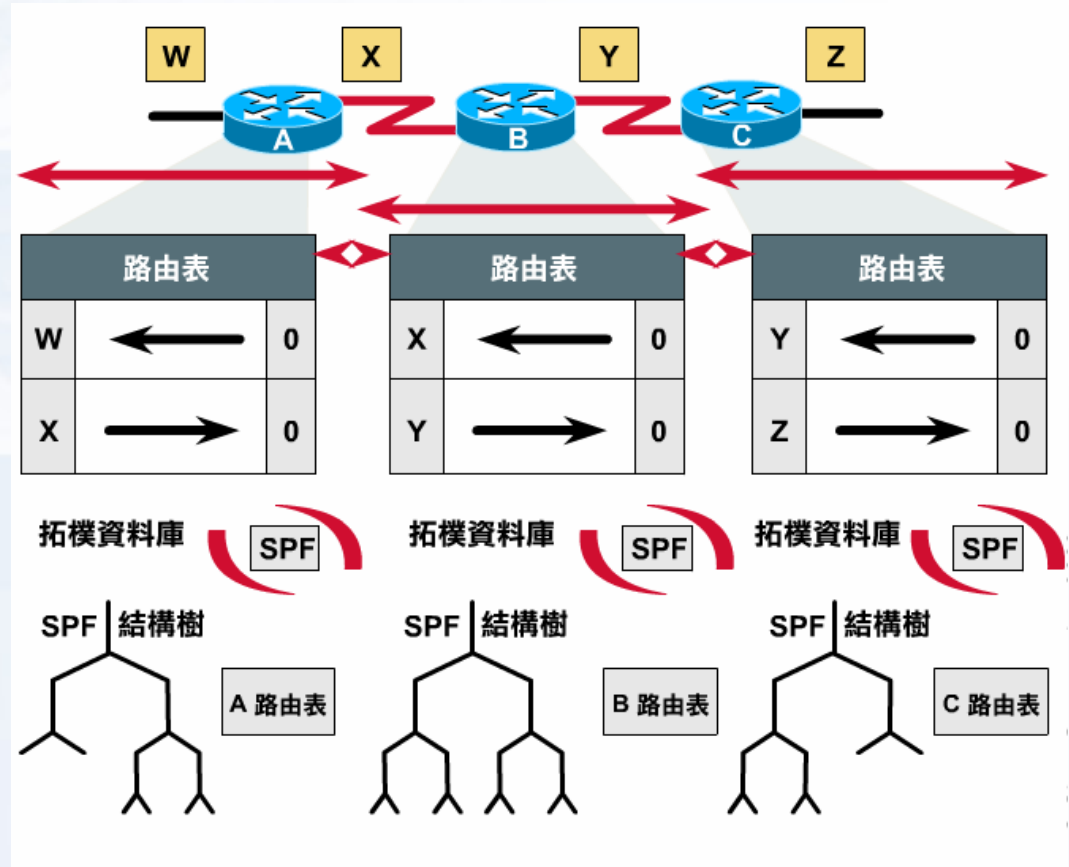 W X Y Z
A B C
路由表 路由表 路由表
W 0 X 0 Y 0
X 0 Y 0 Z 0
拓樸資料庫 SPF 拓樸資料庫 SPF 拓樸資料庫 SPF
SPF 結構樹 SPF 結構樹 SPF 結構樹
A 路由表 B 路由表 C 路由表